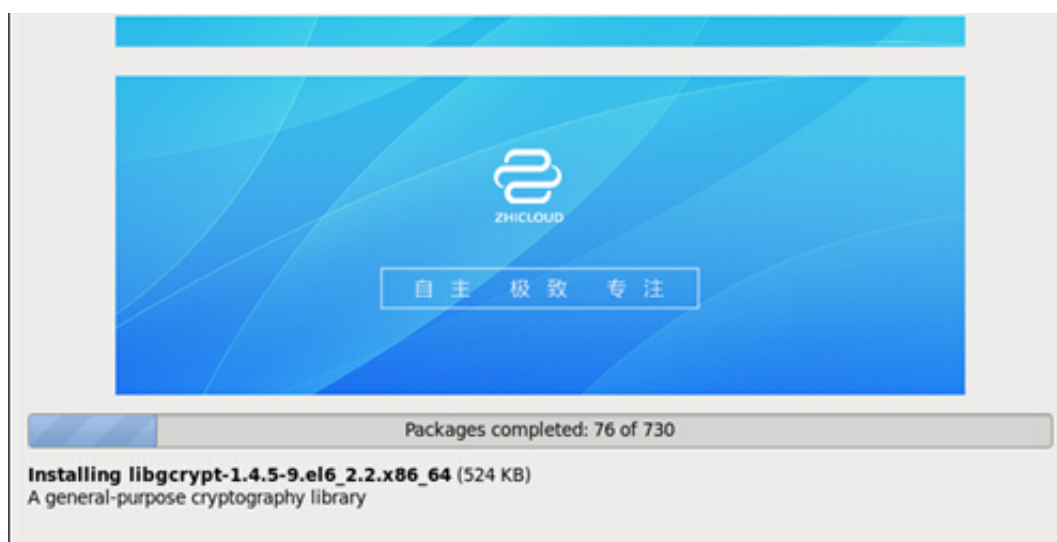 ZHICLOUD
自主 极致 专注
Packages completed: 76 of 730
Installing libgcrypt-1.4.5-9.el6_2.2.x86_64 (524 KB)
A general-purpose cryptography library